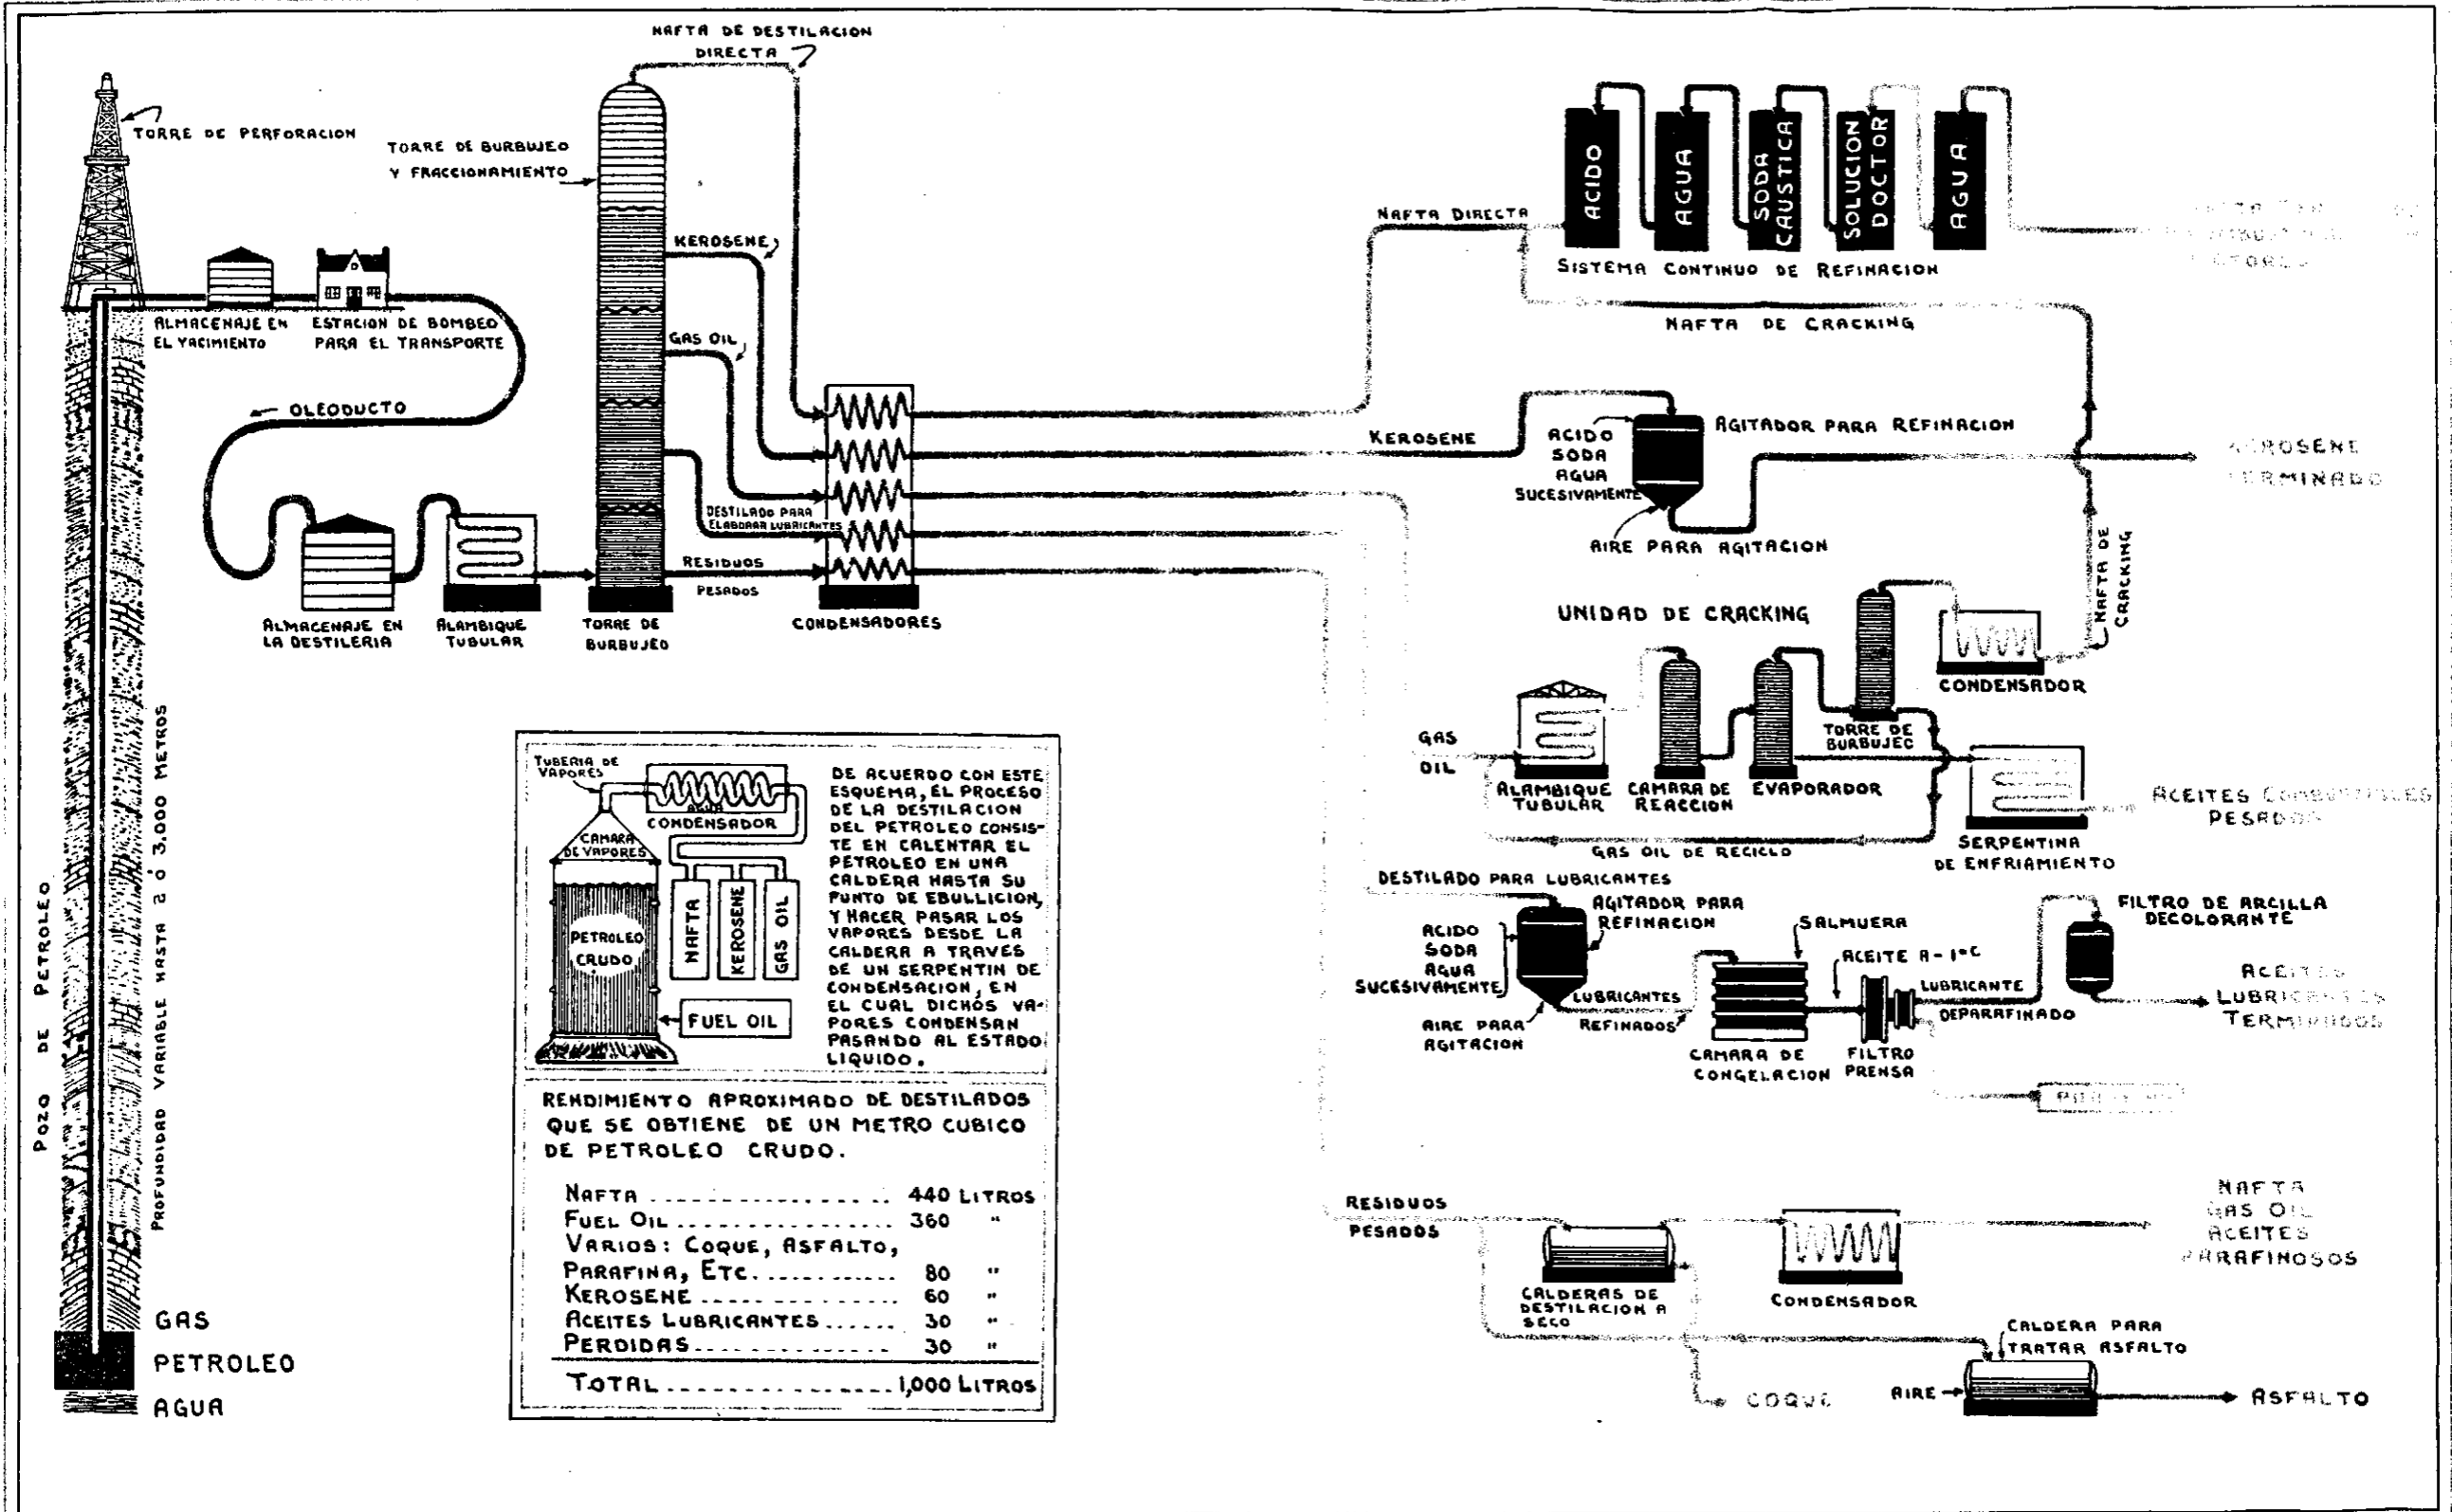 NAFTA DE DESTILACION
DIRECTA
TORRE DE PERFORACION
TORRE DE BURBUJEO
Y FRACCIONAMIENTO
KEROSENE
GAS OIL
ALMACENAJE EN
EL YACIMIENTO
ESTACION DE BOMBEO
PARA EL TRANSPORTE
OLEODUCTO
DESTILADO PARA
ELABORAR LUBRICANTES
RESIDUOS
PESADOS
ALMACENAJE EN
LA DESTILERIA
ALAMBIQUE
TUBULAR
TORRE DE
BURBUJEO
CONDENSADORES
POZO DE PETROLEO
PROFUNDIDAD VARIABLE HASTA 2 Ó 3.000 METROS
GAS
PETROLEO
AGUA
TUBERIA DE
VAPORES
AGUA
CONDENSADOR
CAMARA
DE VAPORES
PETROLEO
CRUDO
NAFTA
KEROSENE
GAS OIL
FUEL OIL
DE ACUERDO CON ESTE
ESQUEMA, EL PROCESO
DE LA DESTILACION
DEL PETROLEO CONSIS-
TE EN CALENTAR EL
PETROLEO EN UNA
CALDERA HASTA SU
PUNTO DE EBULLICION,
Y HACER PASAR LOS
VAPORES DESDE LA
CALDERA A TRAVES
DE UN SERPENTIN DE
CONDENSACION, EN
EL CUAL DICHOS VA-
PORES CONDENSAN
PASANDO AL ESTADO
LIQUIDO.
RENDIMIENTO APROXIMADO DE DESTILADOS
QUE SE OBTIENE DE UN METRO CUBICO
DE PETROLEO CRUDO.
NAFTA .................. 440 LITROS
FUEL OIL ................ 360 "
VARIOS: COQUE, ASFALTO,
PARAFINA, ETC. .......... 80 "
KEROSENE ............... 60 "
ACEITES LUBRICANTES ...... 30 "
PERDIDAS ............... 30 "
TOTAL ................. 1,000 LITROS
NAFTA DIRECTA
ACIDO
AGUA
SODA
CAUSTICA
SOLUCION
DOCTOR
AGUA
SISTEMA CONTINUO DE REFINACION
NAFTA DE CRACKING
KEROSENE
ACIDO
SODA
AGUA
SUCESIVAMENTE
AGITADOR PARA REFINACION
AIRE PARA AGITACION
KEROSENE
TERMINADO
NAFTA DE
CRACKING
UNIDAD DE CRACKING
CONDENSADOR
GAS
OIL
ALAMBIQUE
TUBULAR
CAMARA DE
REACCION
EVAPORADOR
TORRE DE
BURBUJEO
GAS OIL DE RECICLO
SERPENTINA
DE ENFRIAMIENTO
ACEITES COMBUSTIBLES
PESADOS
DESTILADO PARA LUBRICANTES
ACIDO
SODA
AGUA
SUCESIVAMENTE
AGITADOR PARA
REFINACION
AIRE PARA
AGITACION
LUBRICANTES
REFINADOS
SALMUERA
CAMARA DE
CONGELACION
ACEITE A - 1°C
FILTRO
PRENSA
LUBRICANTE
DEPARAFINADO
FILTRO DE ARCILLA
DECOLORANTE
ACEITES
LUBRICANTES
TERMINADOS
RESIDUOS
PESADOS
CALDERAS DE
DESTILACION A
SECO
CONDENSADOR
NAFTA
GAS OIL
ACEITES
PARAFINOSOS
COQUE
CALDERA PARA
TRATAR ASFALTO
AIRE
ASFALTO